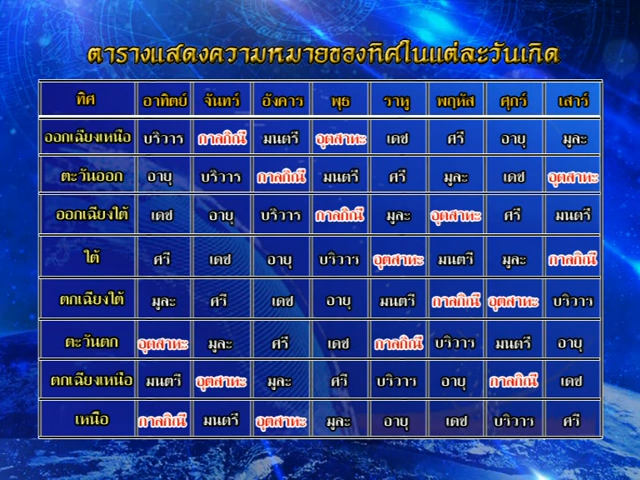 ตารางแสดงความหมายของทิศในแต่ละวันเกิด
ทิศ อาทิตย์ จันทร์ อังคาร พุธ ราหู พฤหัส ศุกร์ เสาร์
ออกเฉียงเหนือ บริวาร กาลกิณี มนตรี อุตสาหะ เดช ศรี อายุ มูละ
ตะวันออก อายุ บริวาร กาลกิณี มนตรี ศรี มูละ เดช อุตสาหะ
ออกเฉียงใต้ เดช อายุ บริวาร กาลกิณี มูละ อุตสาหะ ศรี มนตรี
ใต้ ศรี เดช อายุ บริวาร อุตสาหะ มนตรี มูละ กาลกิณี
ตกเฉียงใต้ มูละ ศรี เดช อายุ มนตรี กาลกิณี อุตสาหะ บริวาร
ตะวันตก อุตสาหะ มูละ ศรี เดช กาลกิณี บริวาร มนตรี อายุ
ตกเฉียงเหนือ มนตรี อุตสาหะ มูละ ศรี บริวาร อายุ กาลกิณี เดช
เหนือ กาลกิณี มนตรี อุตสาหะ มูละ อายุ เดช บริวาร ศรี